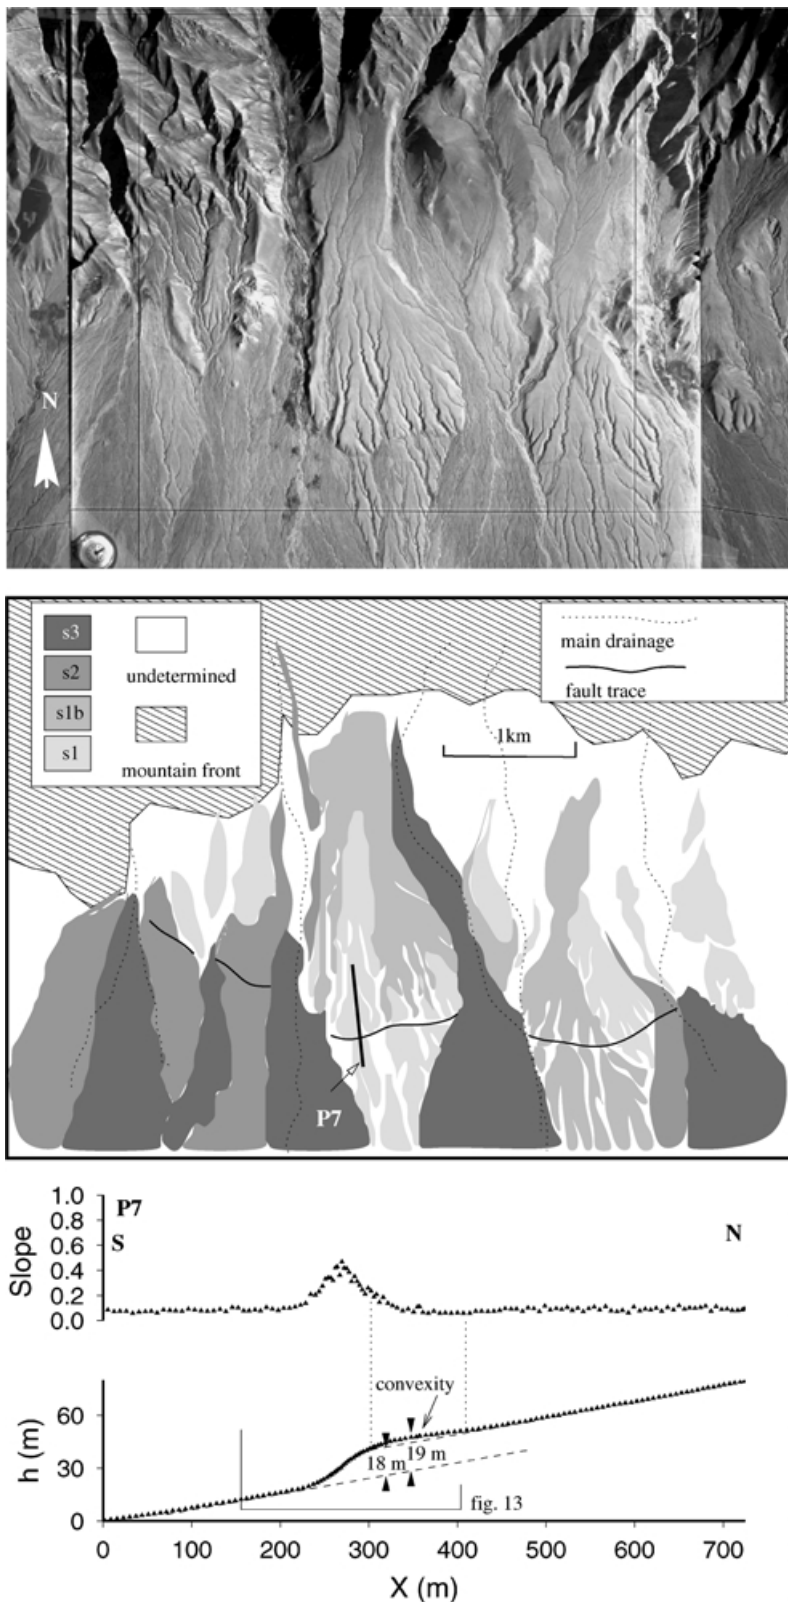 N
s3
s2
s1b
s1
undetermined
mountain front
main drainage
fault trace
1km
P7
P7
S
N
Slope
1.0
0.8
0.6
0.4
0.2
0.0
convexity
18 m
19 m
fig. 13
h (m)
60
30
0
0 100 200 300 400 500 600 700
X (m)